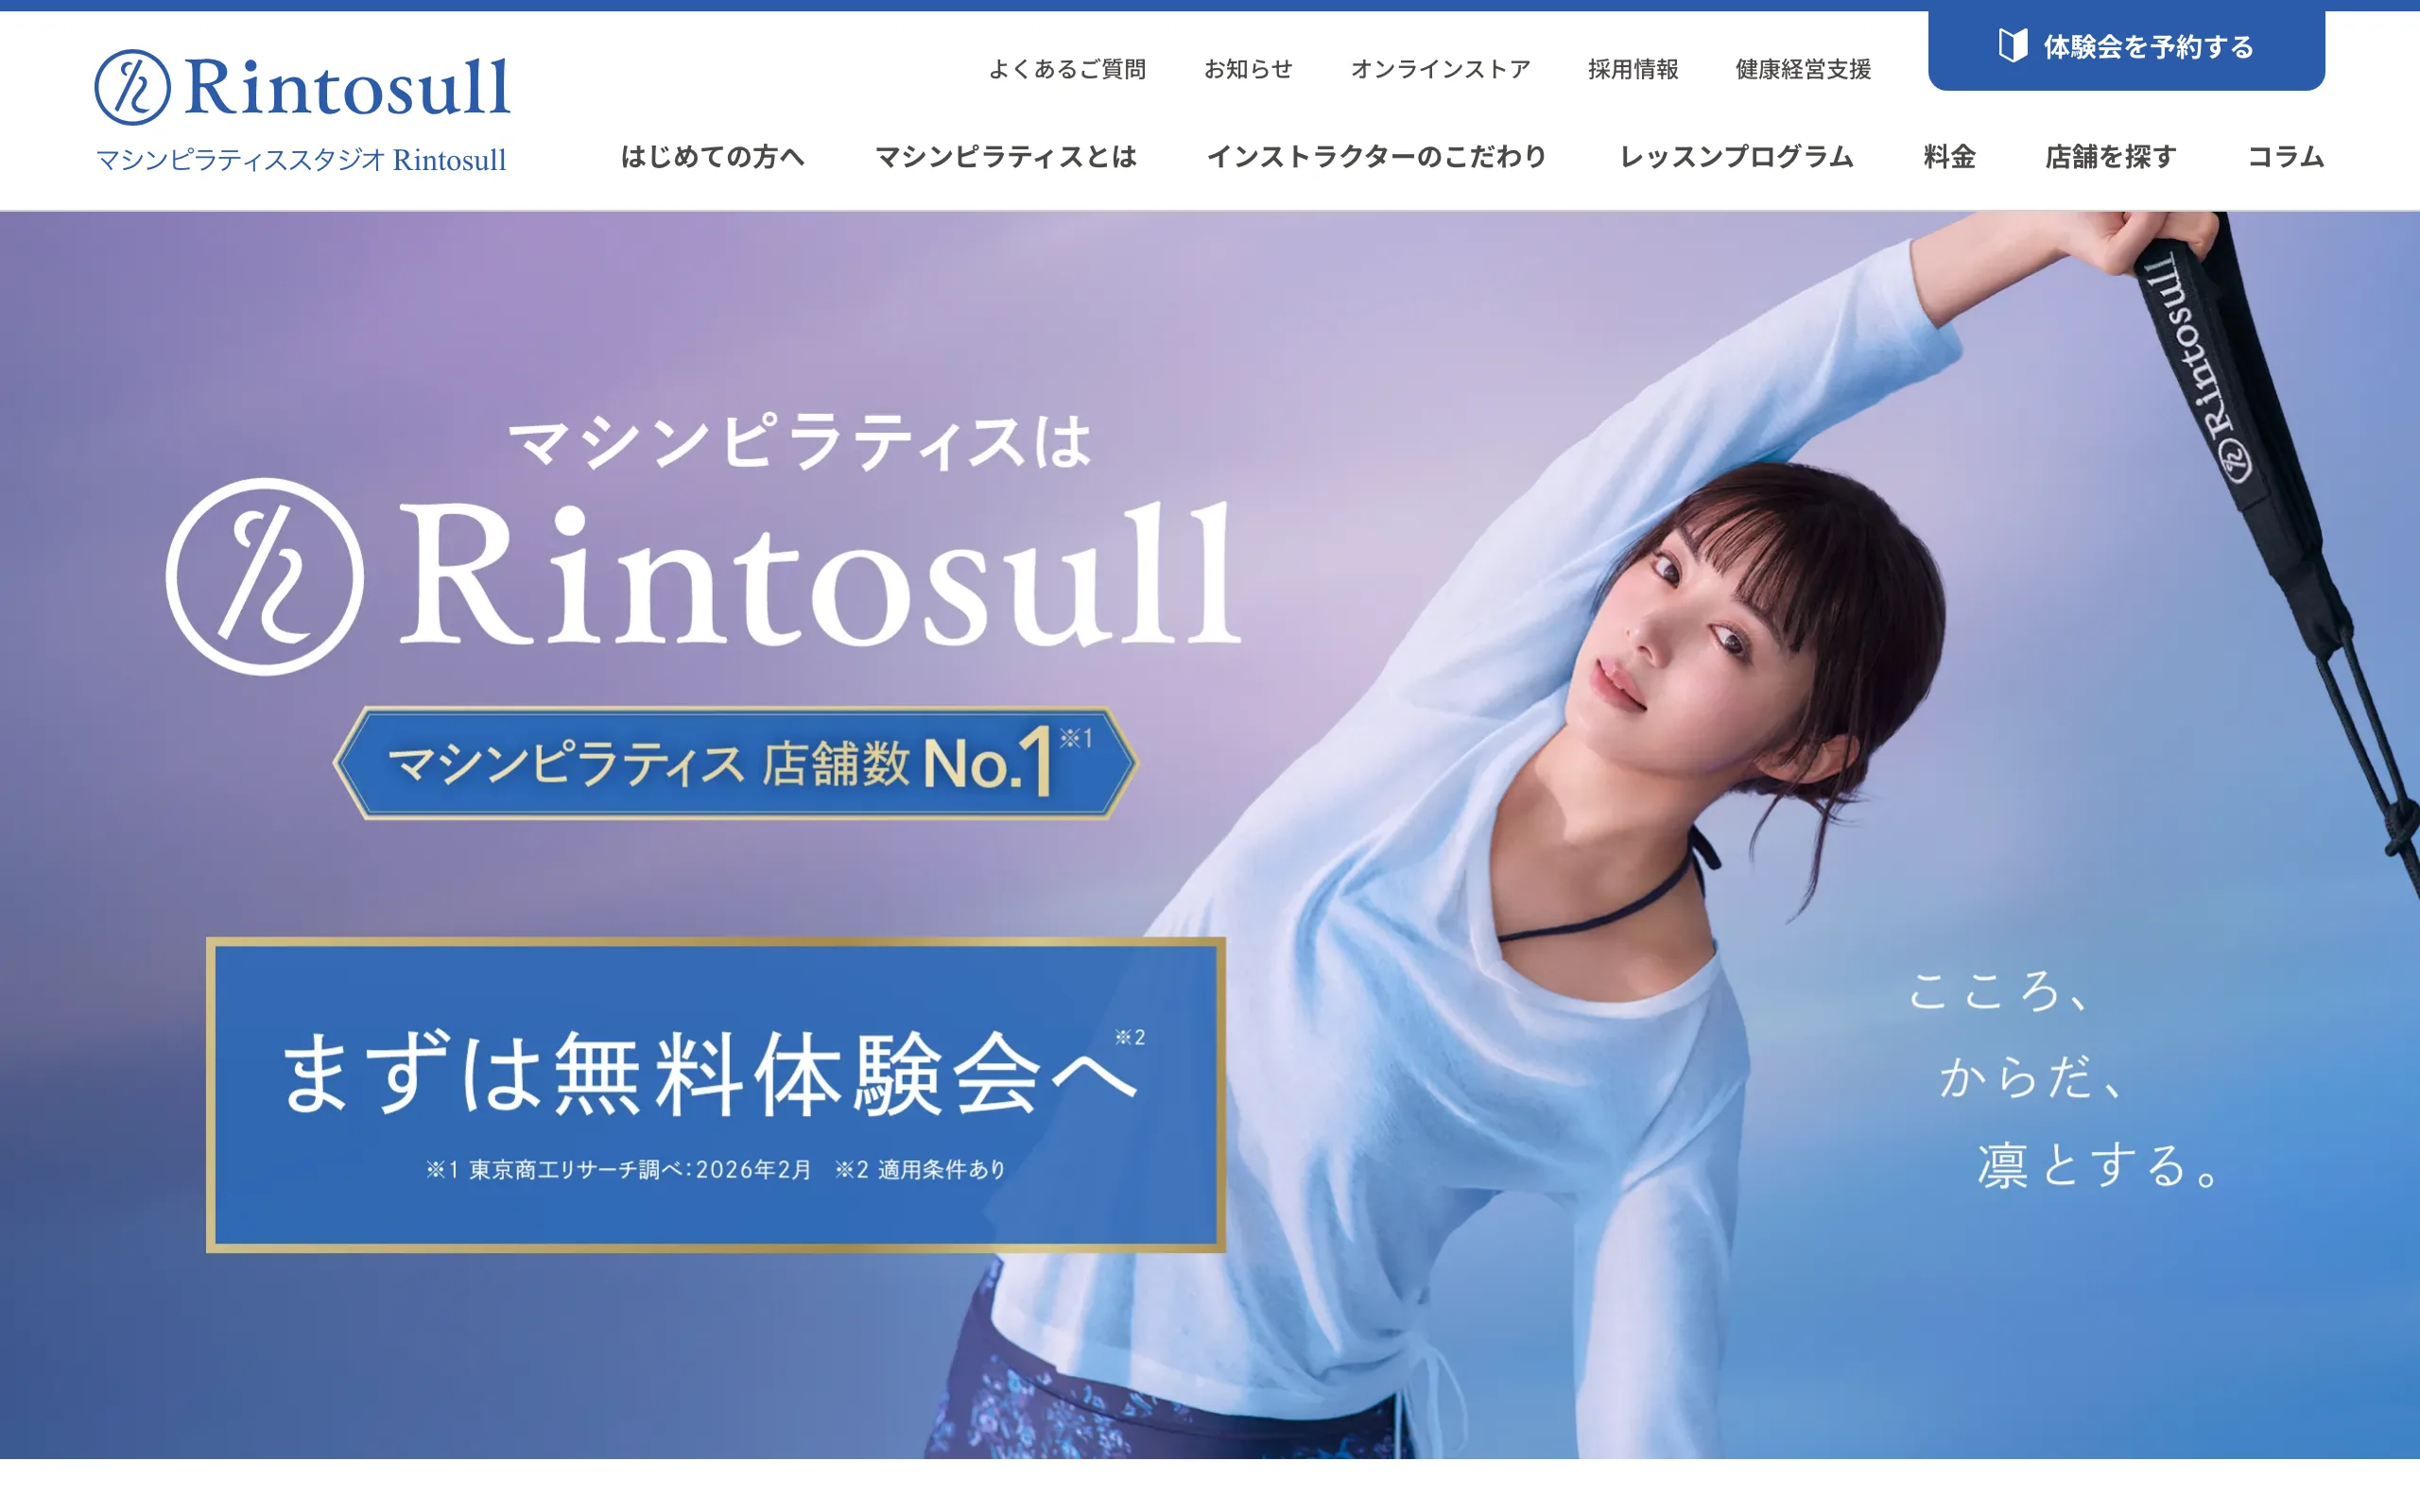 Rintosull
マシンピラティススタジオ Rintosull
よくあるご質問 お知らせ オンラインストア 採用情報 健康経営支援 体験会を予約する
はじめての方へ マシンピラティスとは インストラクターのこだわり レッスンプログラム 料金 店舗を探す コラム
マシンピラティスは
Rintosull
マシンピラティス 店舗数 No.1※1
まずは無料体験会へ※2
※1 東京商工リサーチ調べ：2026年2月 ※2 適用条件あり
Rintosull
こころ、
からだ、
凛とする。